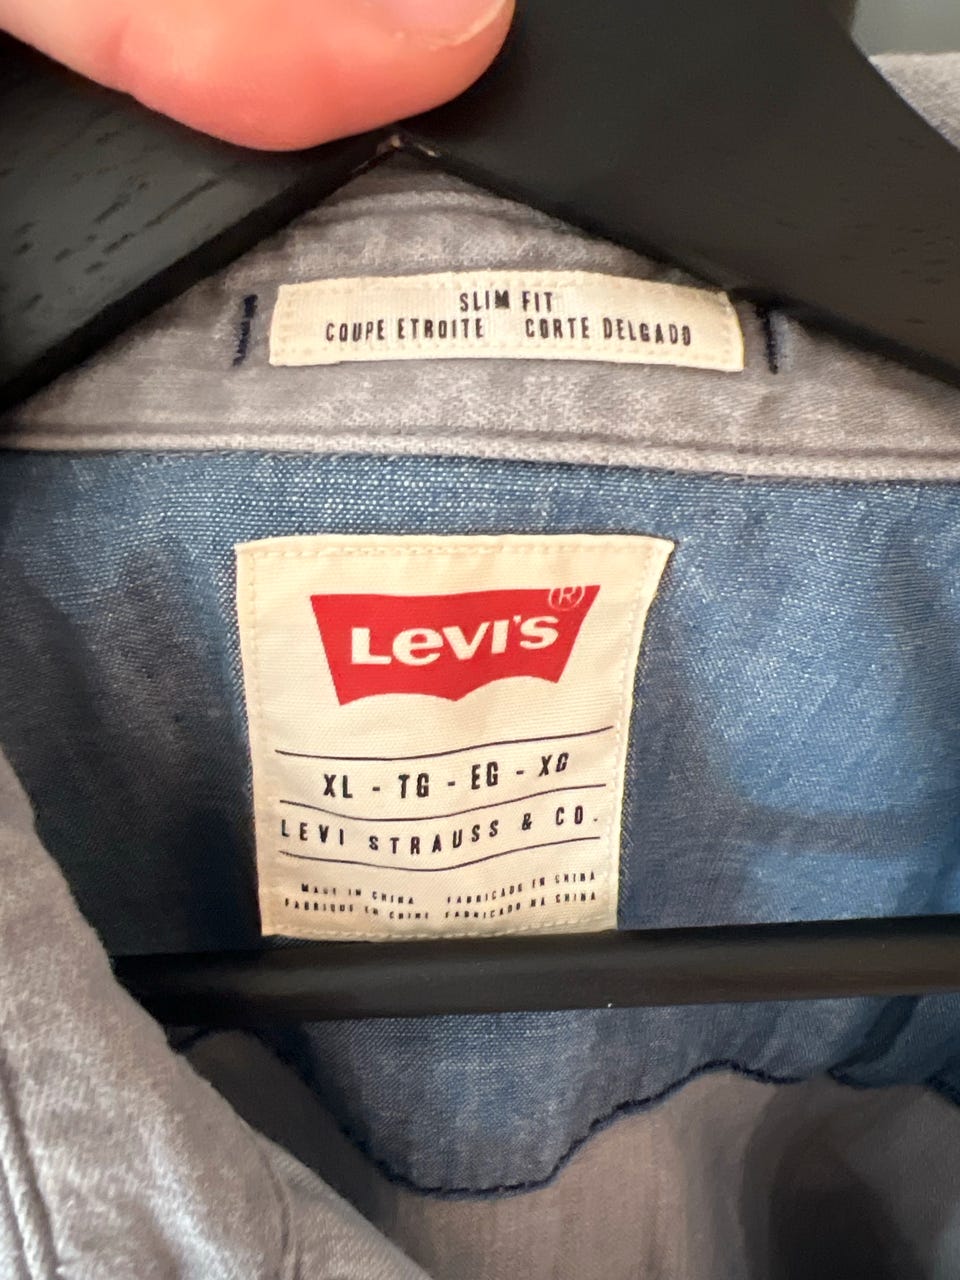 SLIM FIT
COUPE ETROITE CORTE DELGADO
LEVI'S ®
XL - TG - EG - XG
LEVI STRAUSS & CO.
MADE IN CHINA FABRICADO EN CHINA
FABRIQUE EN CHINE FABRICADO NA CHINA